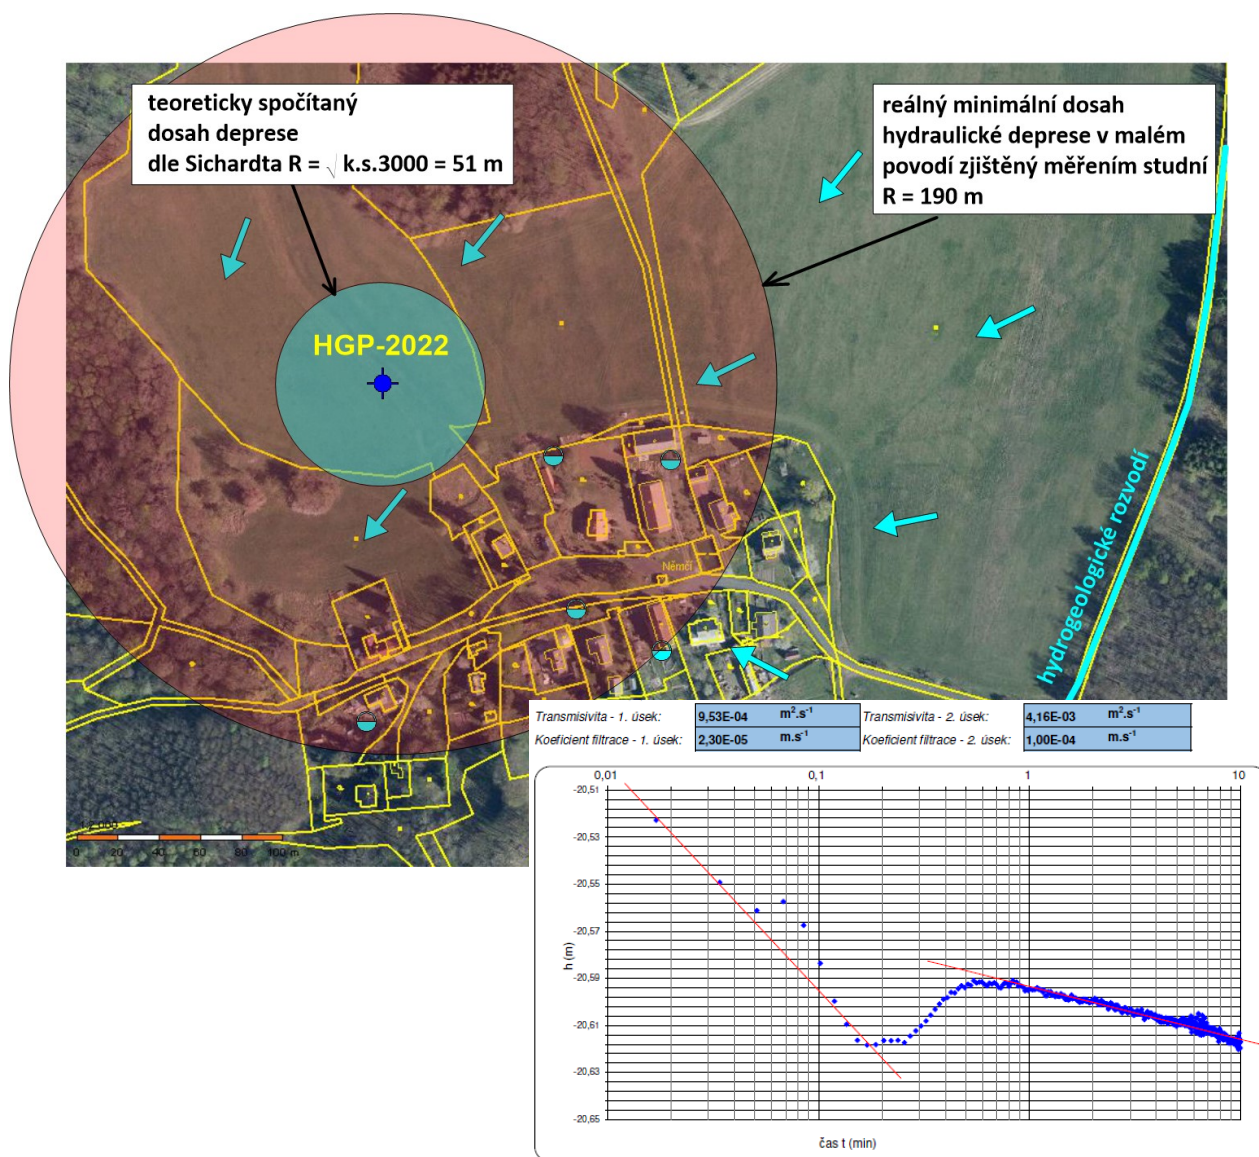 teoreticky spočítaný
dosah deprese
dle Sichardta R = √ k.s.3000 = 51 m
reálný minimální dosah
hydraulické deprese v malém
povodí zjištěný měřením studní
R = 190 m
HGP-2022
Němčí
hydrogeologické rozvodí
0 20 40 60 80 100 m
Transmisivita - 1. úsek: 9,53E-04 m².s⁻¹ Transmisivita - 2. úsek: 4,16E-03 m².s⁻¹
Koeficient filtrace - 1. úsek: 2,30E-05 m.s⁻¹ Koeficient filtrace - 2. úsek: 1,00E-04 m.s⁻¹
0,01 0,1 1 10
-20,51
-20,53
-20,55
-20,57
-20,59
-20,61
-20,63
-20,65
h (m)
čas t (min)